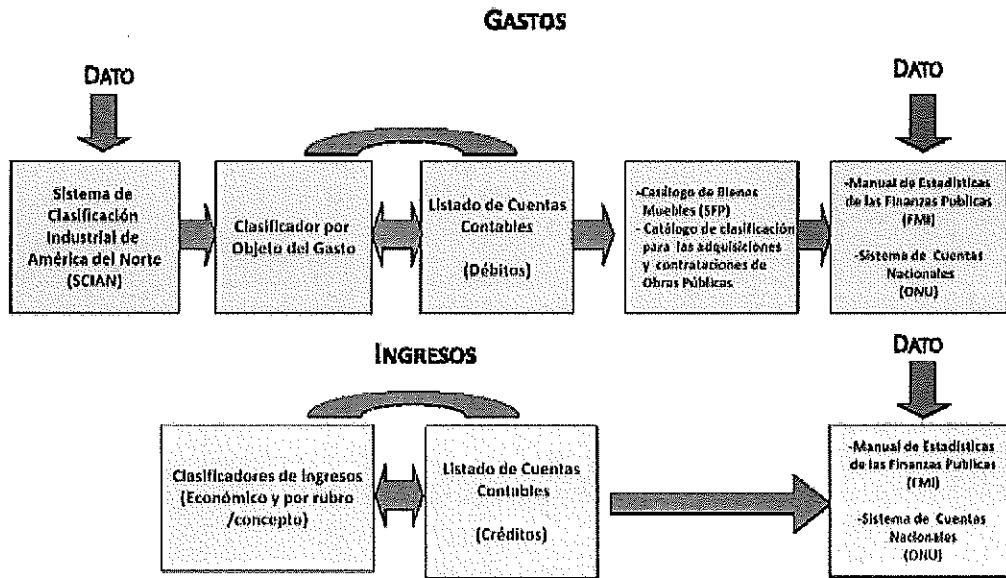 GASTOS
DATO
DATO
Sistema de
Clasificación
Industrial de
América del Norte
(SCIAN)
Clasificador por
Objeto del Gasto
Listado de Cuentas
Contables
(Débitos)
-Catálogo de Bienes
Muebles (SFP)
- Catálogo de clasificación
para las adquisiciones
y contrataciones de
Obras Públicas
-Manual de Estadísticas
de las Finanzas Publicas
(FMI)
-Sistema de Cuentas
Nacionales
(ONU)
INGRESOS
DATO
Clasificadores de Ingresos
(Económico y por rubro
/concepto)
Listado de Cuentas
Contables
(Créditos)
-Manual de Estadísticas
de las Finanzas Publicas
(FMI)
-Sistema de Cuentas
Nacionales
(ONU)